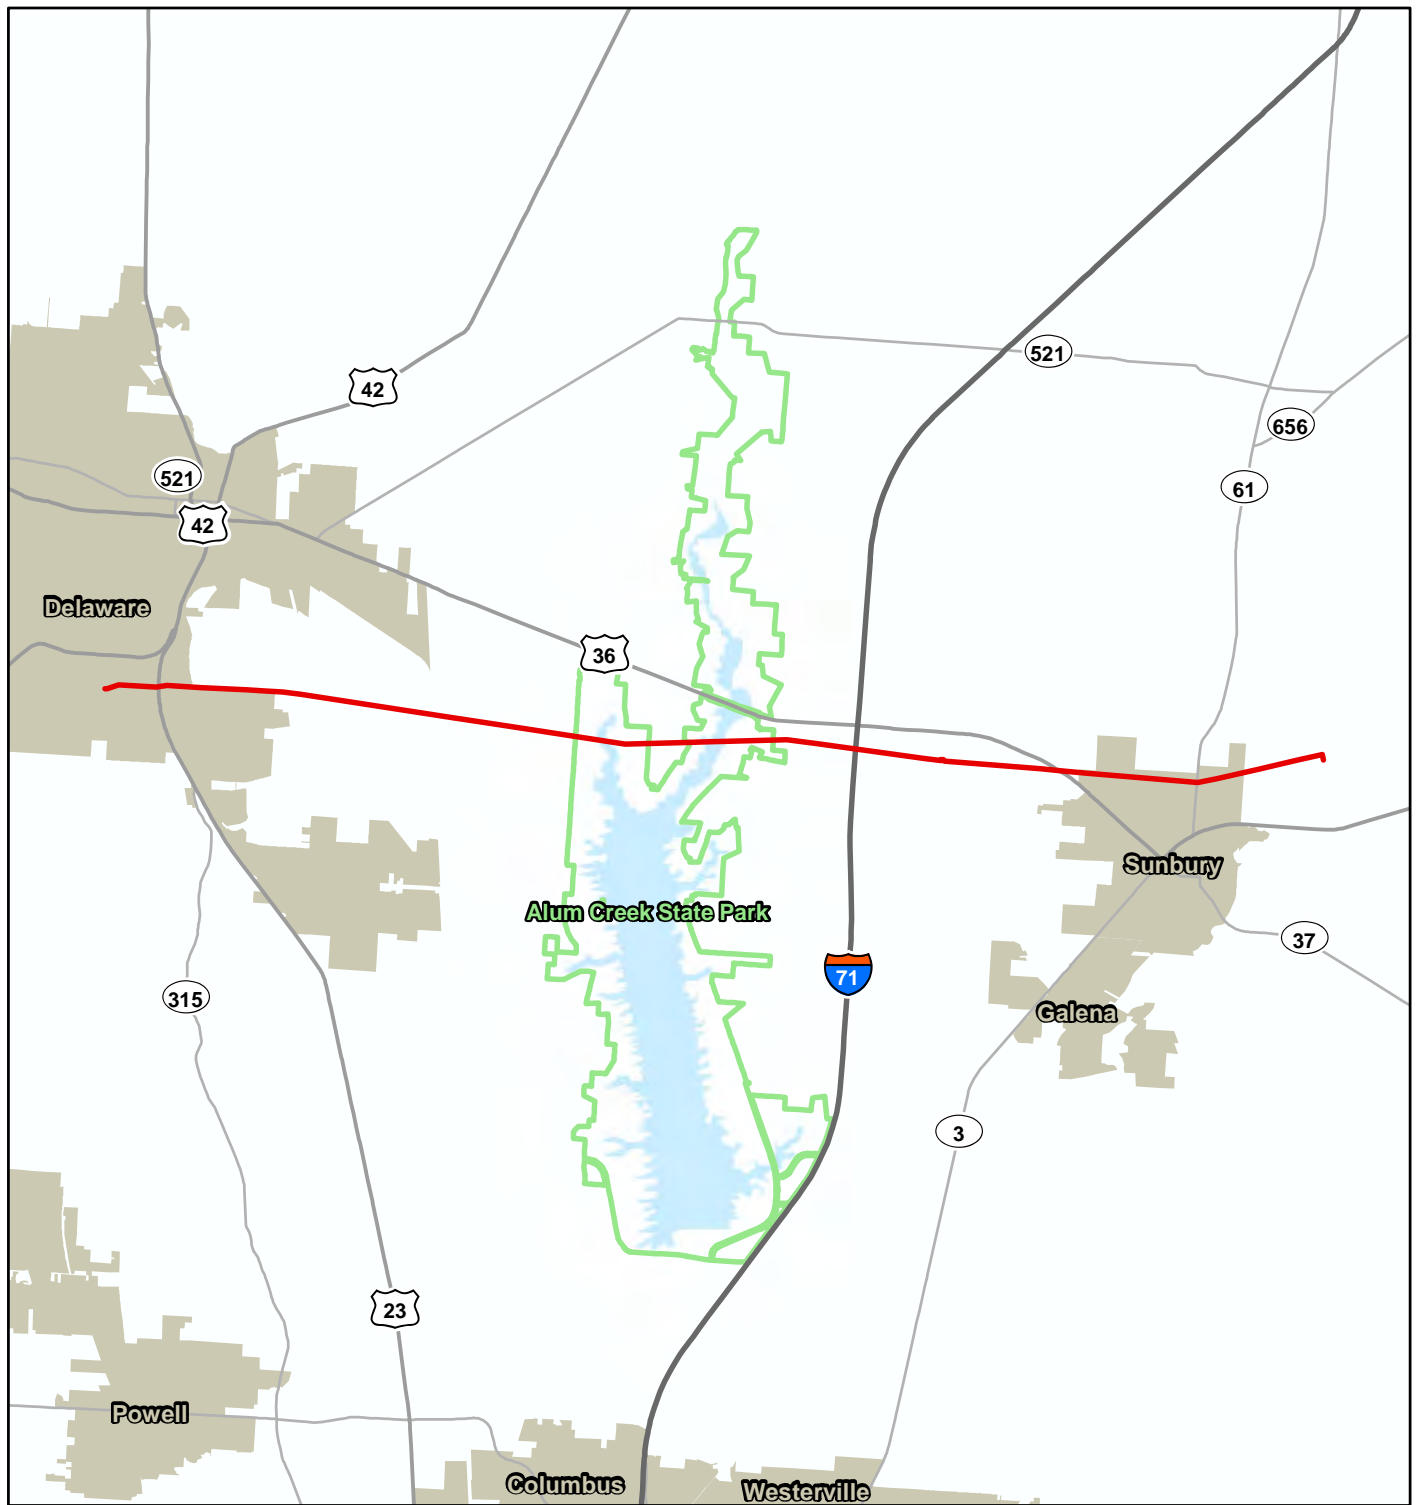 521
42
656
521
61
42
Delaware
36
Sunbury
Alum Creek State Park
37
71
315
Galena
3
23
Powell
Columbus
Westerville